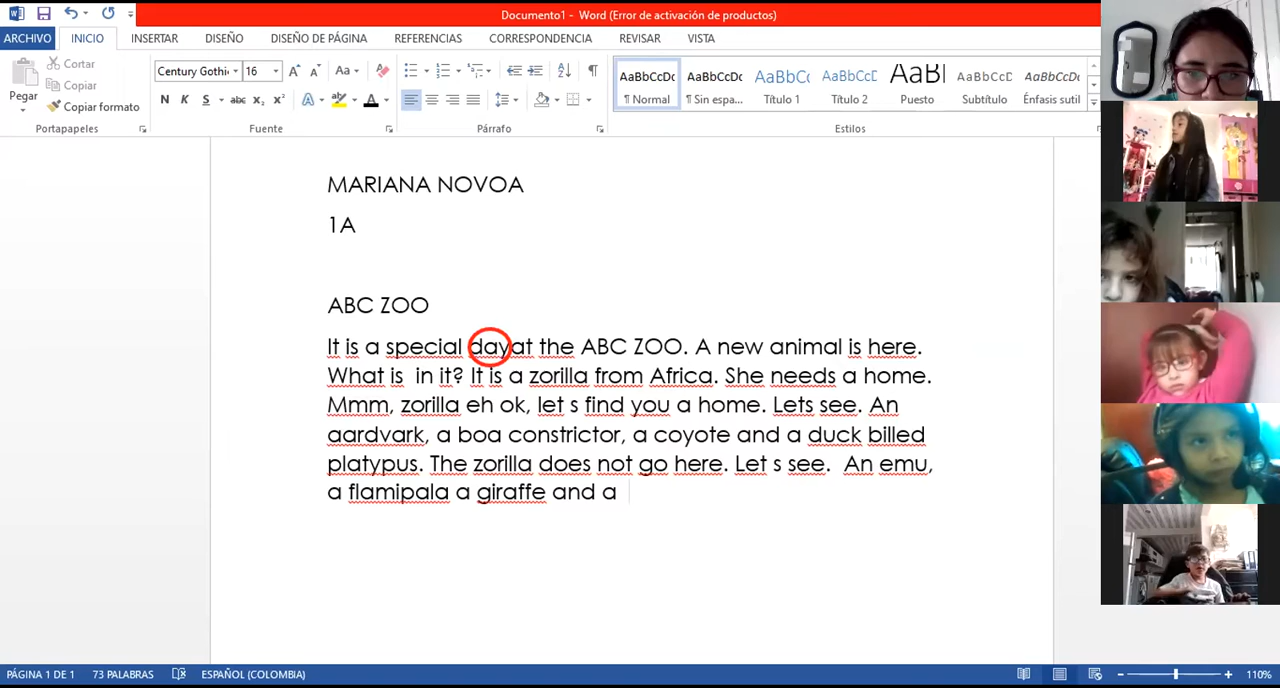 Documento1 - Word (Error de activación de productos)
ARCHIVO INICIO INSERTAR DISEÑO DISEÑO DE PÁGINA REFERENCIAS CORRESPONDENCIA REVISAR VISTA
Cortar
Copiar
Pegar Copiar formato
Century Gothi 16 Aa
N K S abc x₂ x² A A
AaBbCcDc AaBbCcDc AaBbCc AaBbCcD AaBl AaBbCcD AaBbCcDc
¶ Normal ¶ Sin espa... Título 1 Título 2 Puesto Subtítulo Énfasis sutil
Portapapeles Fuente Párrafo Estilos
MARIANA NOVOA
1A
ABC ZOO
It is a special dayat the ABC ZOO. A new animal is here.
What is in it? It is a zorilla from Africa. She needs a home.
Mmm, zorilla eh ok, let s find you a home. Lets see. An
aardvark, a boa constrictor, a coyote and a duck billed
platypus. The zorilla does not go here. Let s see. An emu,
a flamipala a giraffe and a
PÁGINA 1 DE 1 73 PALABRAS ESPAÑOL (COLOMBIA) 110%